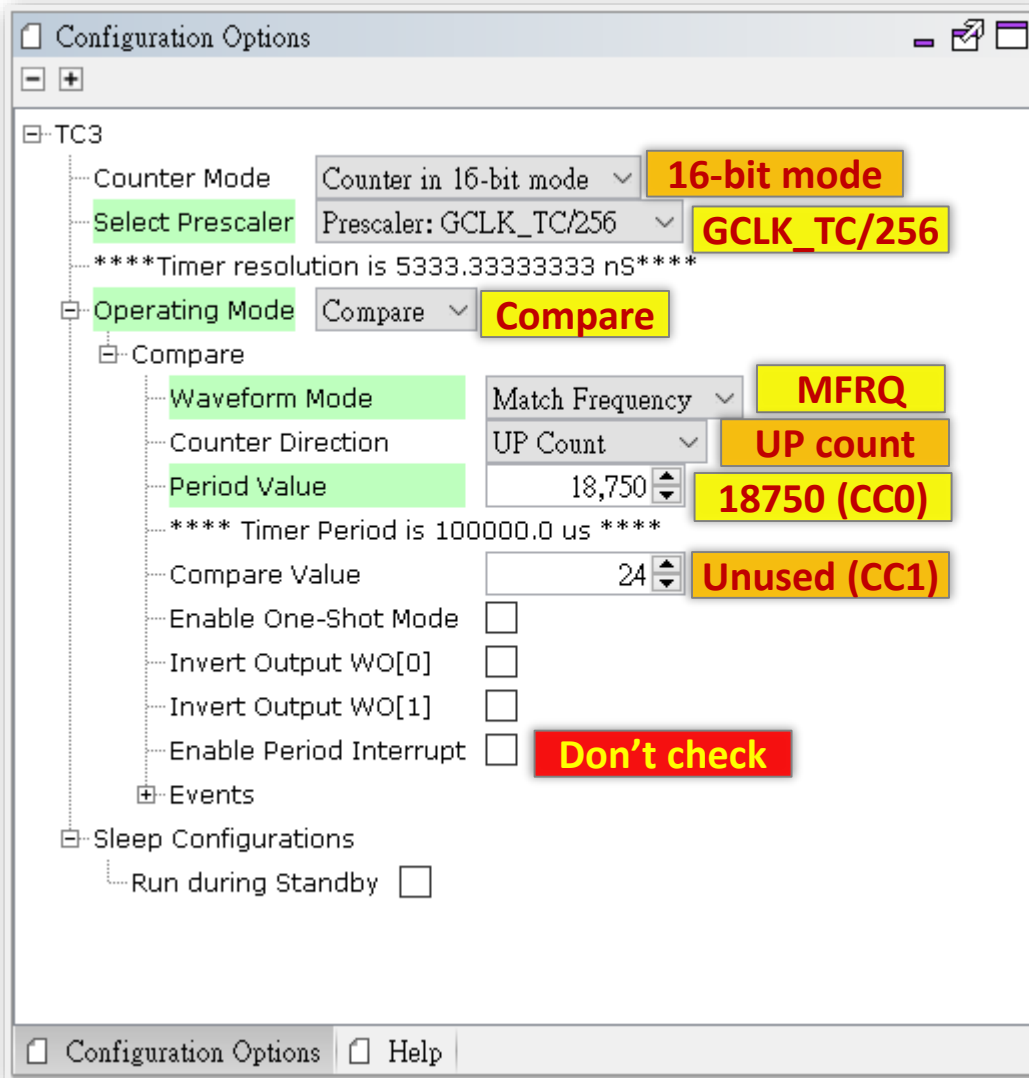 Configuration Options
TC3
Counter Mode Counter in 16-bit mode 16-bit mode
Select Prescaler Prescaler: GCLK_TC/256 GCLK_TC/256
****Timer resolution is 5333.33333333 nS****
Operating Mode Compare Compare
Compare
Waveform Mode Match Frequency MFRQ
Counter Direction UP Count UP count
Period Value 18,750 18750 (CC0)
**** Timer Period is 100000.0 us ****
Compare Value 24 Unused (CC1)
Enable One-Shot Mode
Invert Output WO[0]
Invert Output WO[1]
Enable Period Interrupt Don’t check
Events
Sleep Configurations
Run during Standby
Configuration Options Help